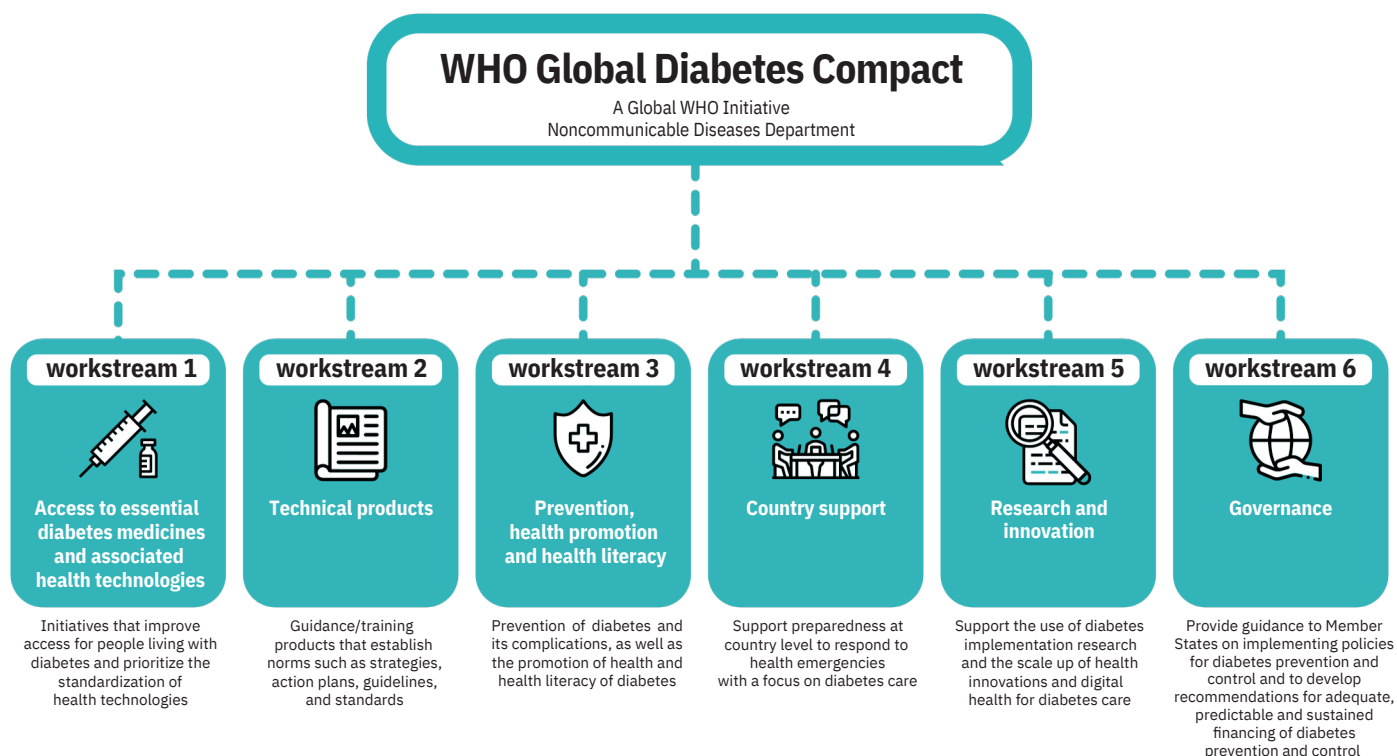 WHO Global Diabetes Compact
A Global WHO Initiative
Noncommunicable Diseases Department
workstream 1
Access to essential
diabetes medicines
and associated
health technologies
Initiatives that improve
access for people living with
diabetes and prioritize the
standardization of
health technologies
workstream 2
Technical products
Guidance/training
products that establish
norms such as strategies,
action plans, guidelines,
and standards
workstream 3
Prevention,
health promotion
and health literacy
Prevention of diabetes and
its complications, as well as
the promotion of health and
health literacy of diabetes
workstream 4
Country support
Support preparedness at
country level to respond to
health emergencies
with a focus on diabetes care
workstream 5
Research and
innovation
Support the use of diabetes
implementation research
and the scale up of health
innovations and digital
health for diabetes care
workstream 6
Governance
Provide guidance to Member
States on implementing policies
for diabetes prevention and
control and to develop
recommendations for adequate,
predictable and sustained
financing of diabetes
prevention and control